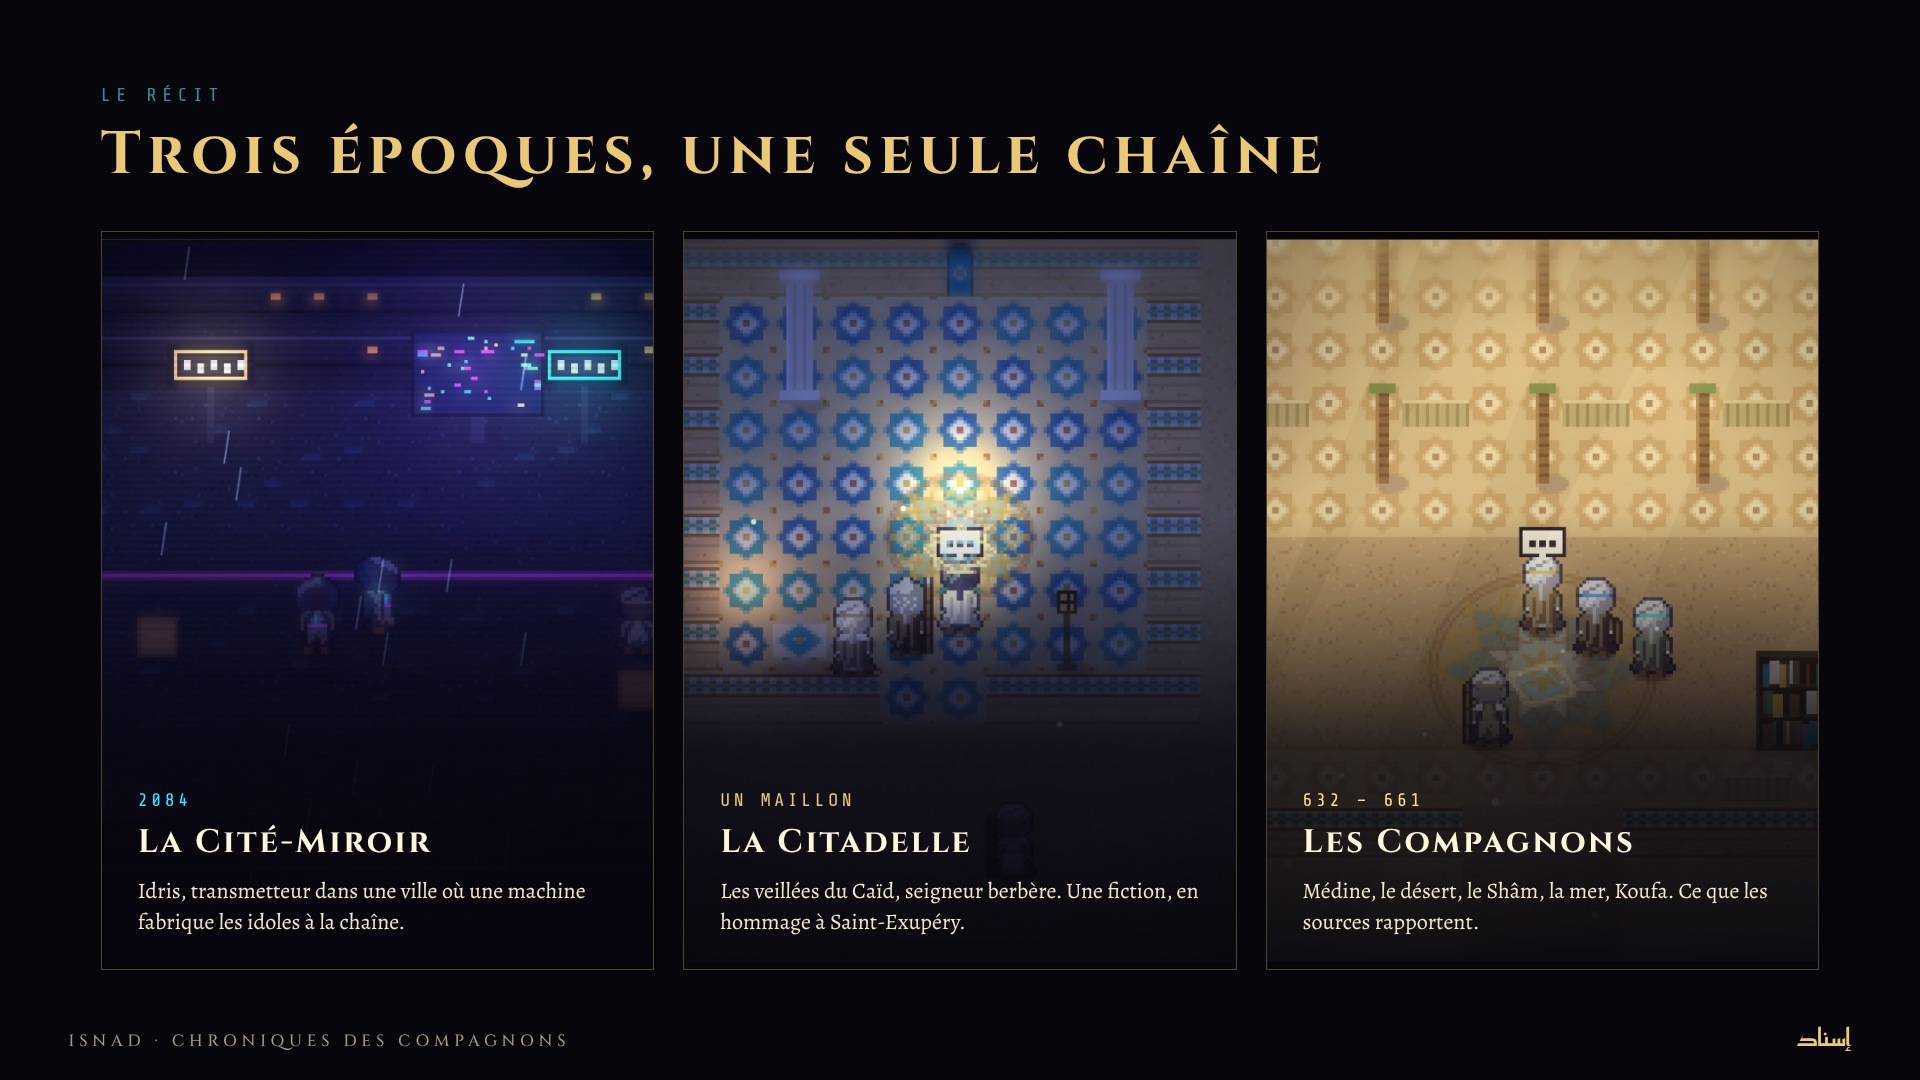 LE RÉCIT
Trois époques, une seule chaîne
2084
La Cité-Miroir
Idris, transmetteur dans une ville où une machine
fabrique les idoles à la chaîne.
UN MAILLON
La Citadelle
Les veillées du Caïd, seigneur berbère. Une fiction, en
hommage à Saint-Exupéry.
632 – 661
Les Compagnons
Médine, le désert, le Shâm, la mer, Koufa. Ce que les
sources rapportent.
ISNAD · CHRONIQUES DES COMPAGNONS
إسناد